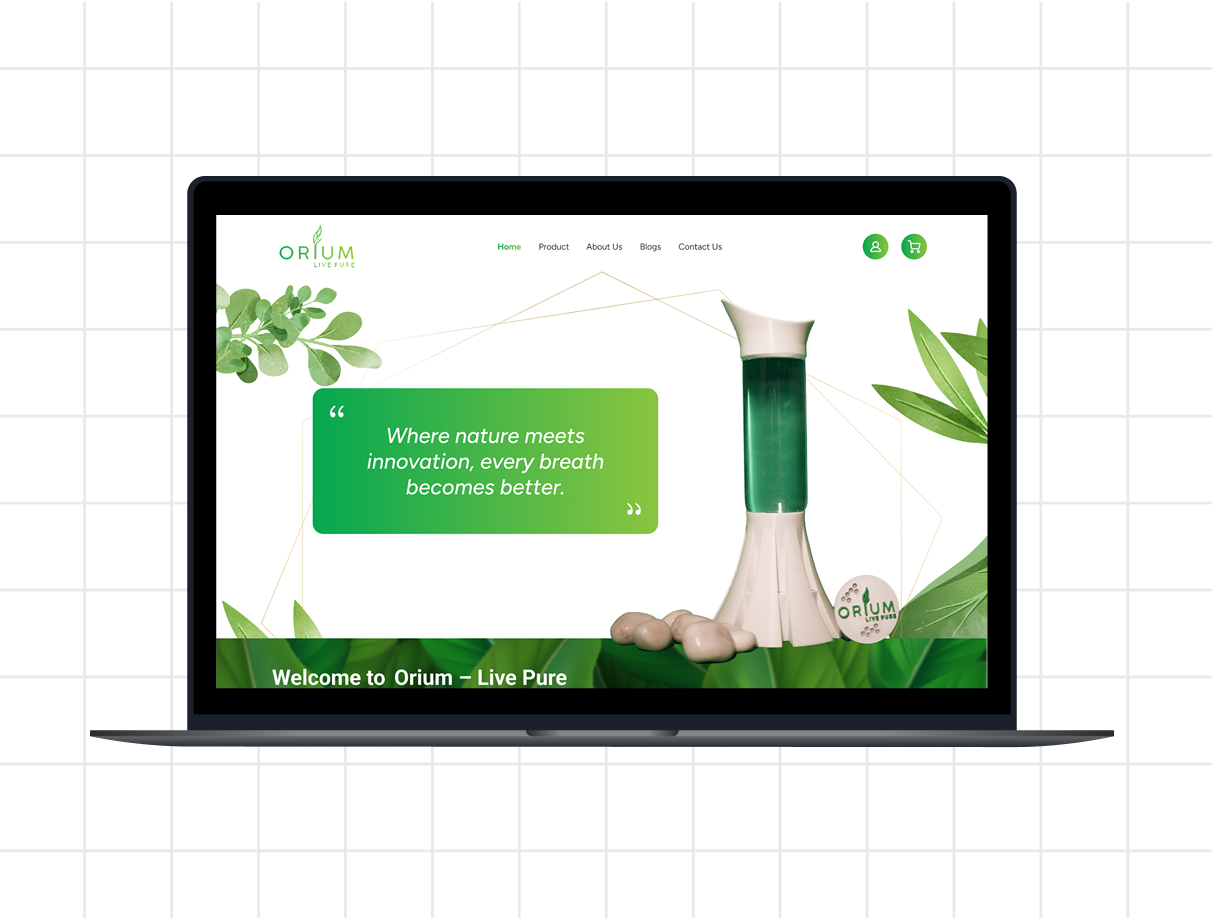 ORIUM
LIVE PURE
Home Product About Us Blogs Contact Us
“
Where nature meets
innovation, every breath
becomes better.
”
ORIUM
LIVE PURE
Welcome to Orium – Live Pure